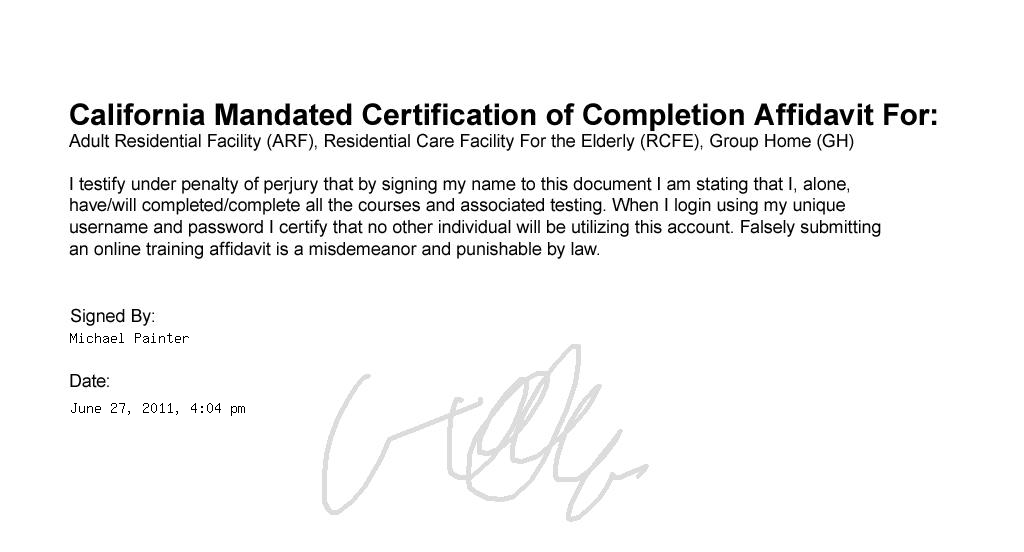 California Mandated Certification of Completion Affidavit For:
Adult Residential Facility (ARF), Residential Care Facility For the Elderly (RCFE), Group Home (GH)
I testify under penalty of perjury that by signing my name to this document I am stating that I, alone,
have/will completed/complete all the courses and associated testing. When I login using my unique
username and password I certify that no other individual will be utilizing this account. Falsely submitting
an online training affidavit is a misdemeanor and punishable by law.
Signed By:
Michael Painter
Date:
June 27, 2011, 4:04 pm